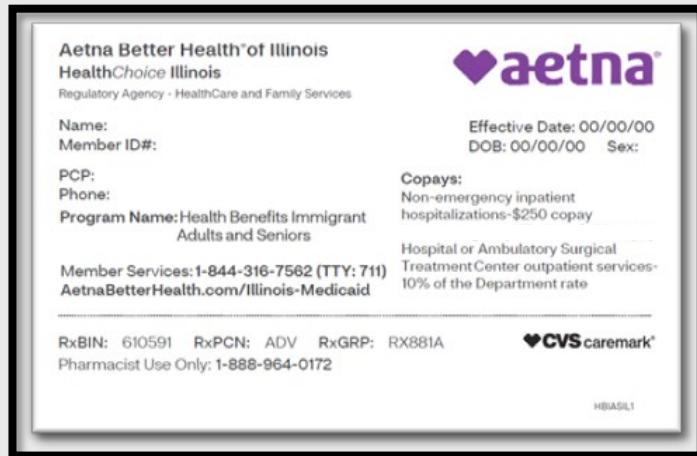 Aetna Better Health®of Illinois
HealthChoice Illinois
Regulatory Agency - HealthCare and Family Services
aetna®
Name:
Member ID#:
Effective Date: 00/00/00
DOB: 00/00/00 Sex:
PCP:
Phone:
Program Name: Health Benefits Immigrant
Adults and Seniors
Copays:
Non-emergency inpatient
hospitalizations-$250 copay
Hospital or Ambulatory Surgical
Treatment Center outpatient services-
10% of the Department rate
Member Services: 1-844-316-7562 (TTY: 711)
AetnaBetterHealth.com/Illinois-Medicaid
RxBIN: 610591 RxPCN: ADV RxGRP: RX881A
Pharmacist Use Only: 1-888-964-0172
CVS caremark®
HBIASIL1